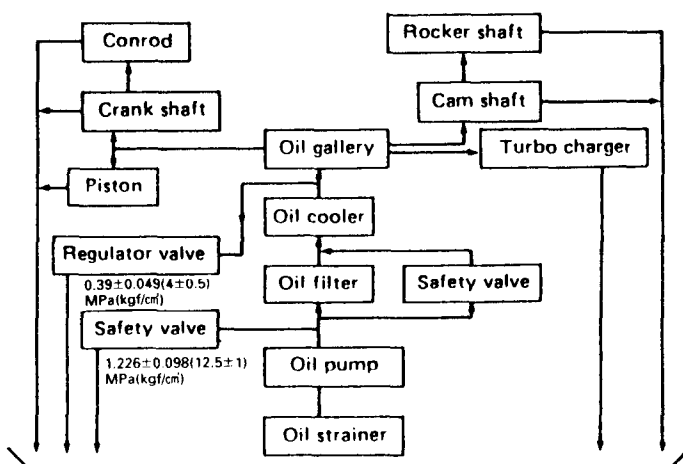 Conrod
Rocker shaft
Crank shaft
Cam shaft
Oil gallery
Turbo charger
Piston
Oil cooler
Regulator valve
0.39±0.049(4±0.5)
MPa(kgf/cm²)
Oil filter
Safety valve
Safety valve
1.226±0.098(12.5±1)
MPa(kgf/cm²)
Oil pump
Oil strainer